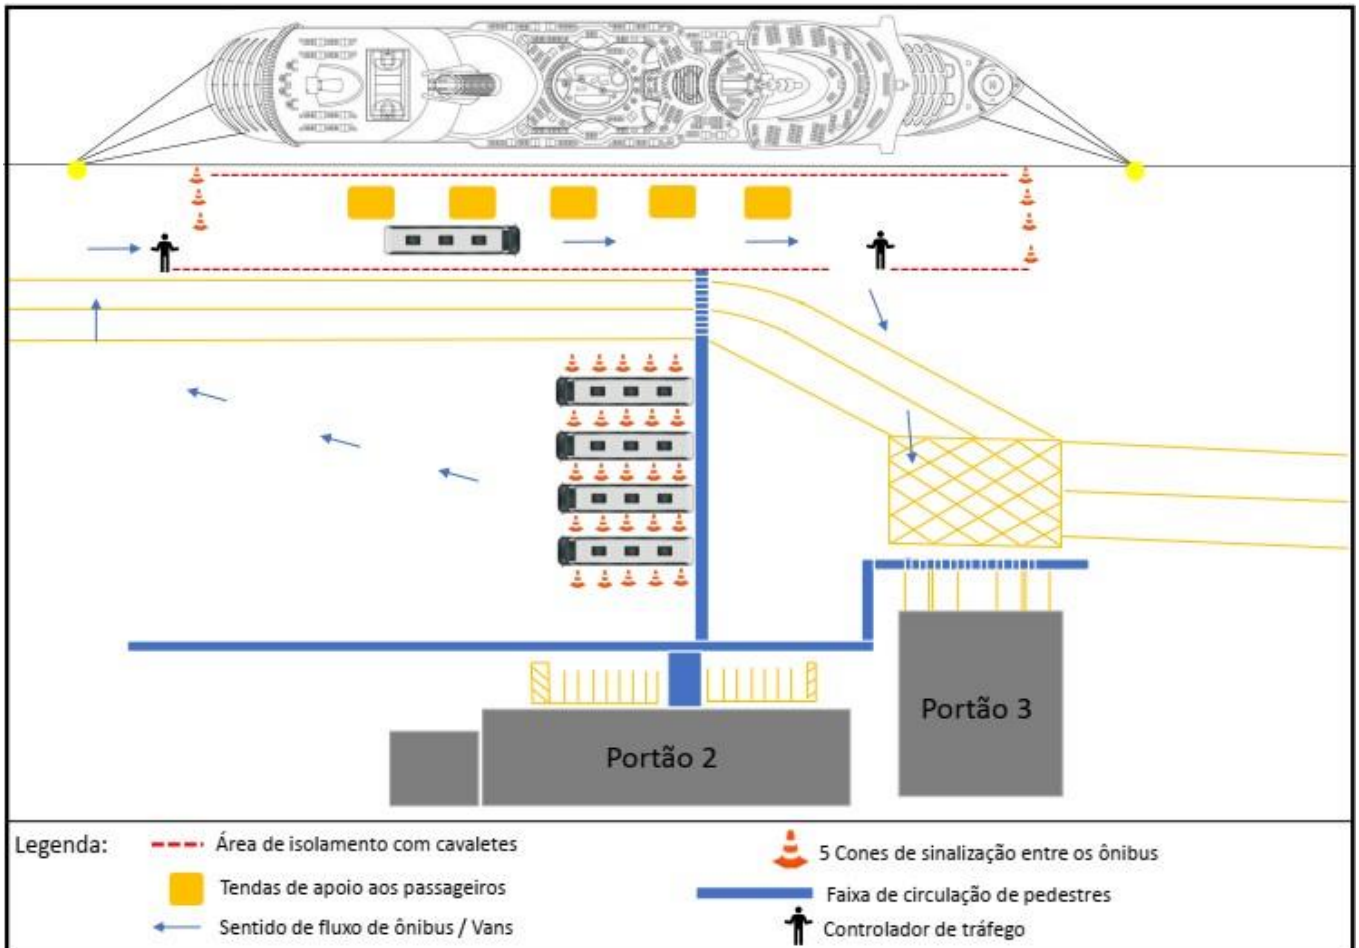 Portão 3
Portão 2
Legenda:
Área de isolamento com cavaletes
5 Cones de sinalização entre os ônibus
Tendas de apoio aos passageiros
Faixa de circulação de pedestres
Sentido de fluxo de ônibus / Vans
Controlador de tráfego